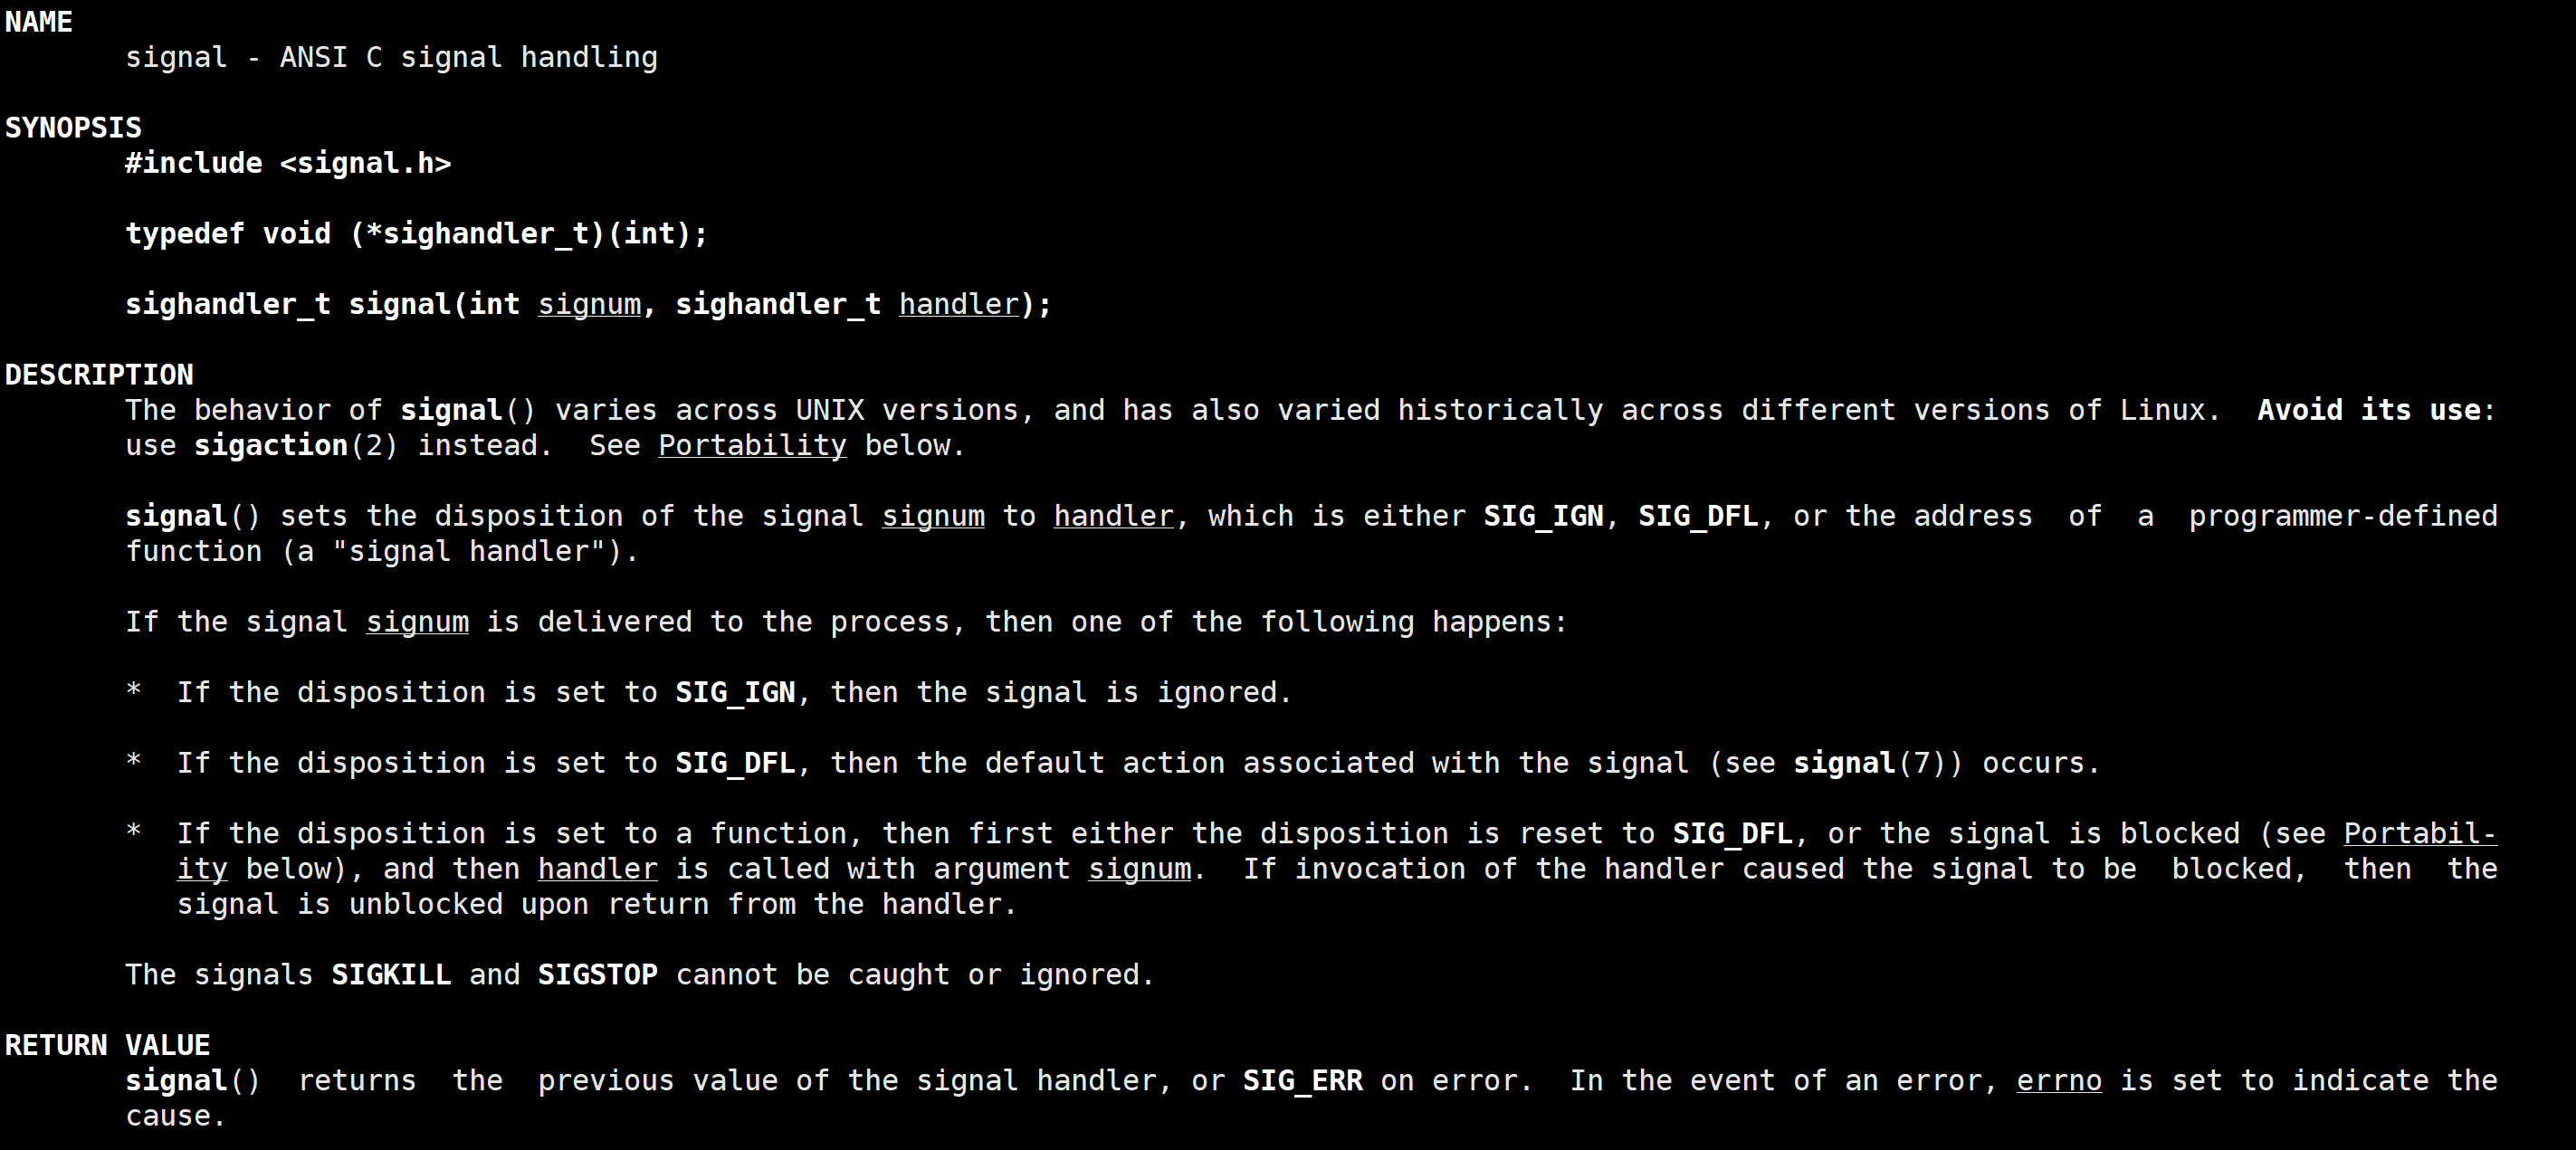 NAME
signal - ANSI C signal handling
SYNOPSIS
#include <signal.h>
typedef void (*sighandler_t)(int);
sighandler_t signal(int signum, sighandler_t handler);
DESCRIPTION
The behavior of signal() varies across UNIX versions, and has also varied historically across different versions of Linux.  Avoid its use:
use sigaction(2) instead.  See Portability below.
signal() sets the disposition of the signal signum to handler, which is either SIG_IGN, SIG_DFL, or the address  of  a  programmer-defined
function (a "signal handler").
If the signal signum is delivered to the process, then one of the following happens:
*  If the disposition is set to SIG_IGN, then the signal is ignored.
*  If the disposition is set to SIG_DFL, then the default action associated with the signal (see signal(7)) occurs.
*  If the disposition is set to a function, then first either the disposition is reset to SIG_DFL, or the signal is blocked (see Portabil-
ity below), and then handler is called with argument signum.  If invocation of the handler caused the signal to be  blocked,  then  the
signal is unblocked upon return from the handler.
The signals SIGKILL and SIGSTOP cannot be caught or ignored.
RETURN VALUE
signal()  returns  the  previous value of the signal handler, or SIG_ERR on error.  In the event of an error, errno is set to indicate the
cause.